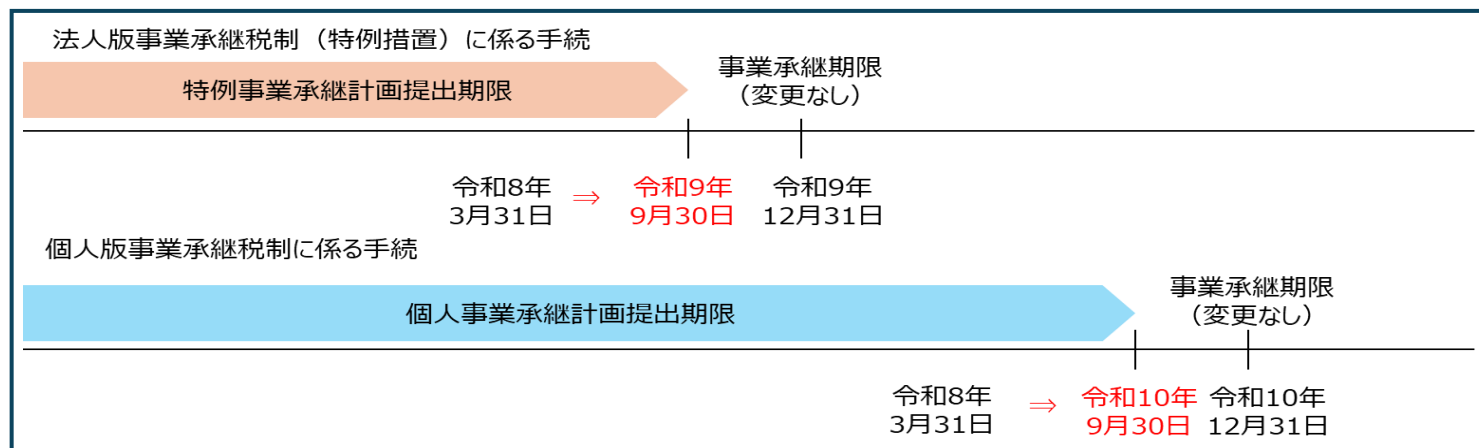 法人版事業承継税制（特例措置）に係る手続
特例事業承継計画提出期限
事業承継期限
（変更なし）
令和8年
3月31日
⇒
令和9年
9月30日
令和9年
12月31日
個人版事業承継税制に係る手続
個人事業承継計画提出期限
事業承継期限
（変更なし）
令和8年
3月31日
⇒
令和10年
9月30日
令和10年
12月31日